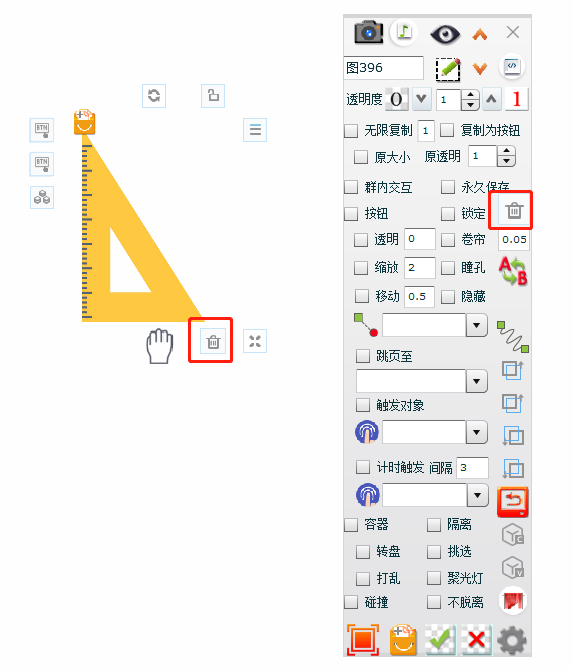 BTN
BTN
图396
透明度 0 1 1
无限复制 1 复制为按钮
原大小 原透明 1
群内交互 永久保存
按钮 锁定
透明 0 卷帘 0.05
缩放 2 瞳孔
A B
移动 0.5 隐藏
跳页至
触发对象
计时触发 间隔 3
容器 隔离
C
转盘 挑选
V
打乱 聚光灯
碰撞 不脱离